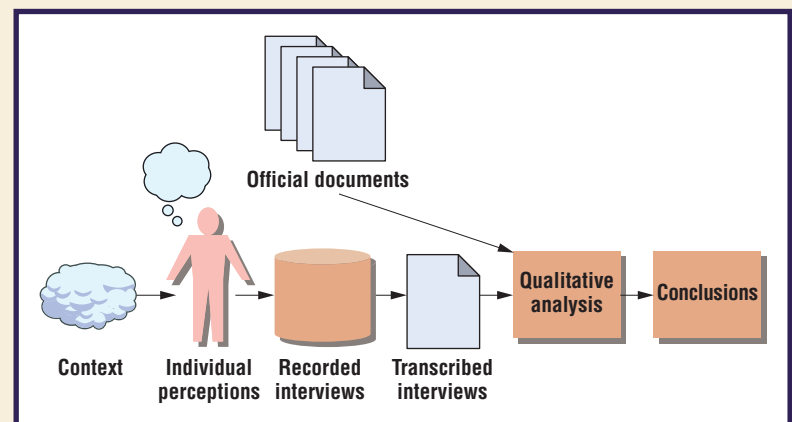 Official documents
Qualitative
analysis
Conclusions
Context
Individual
perceptions
Recorded
interviews
Transcribed
interviews